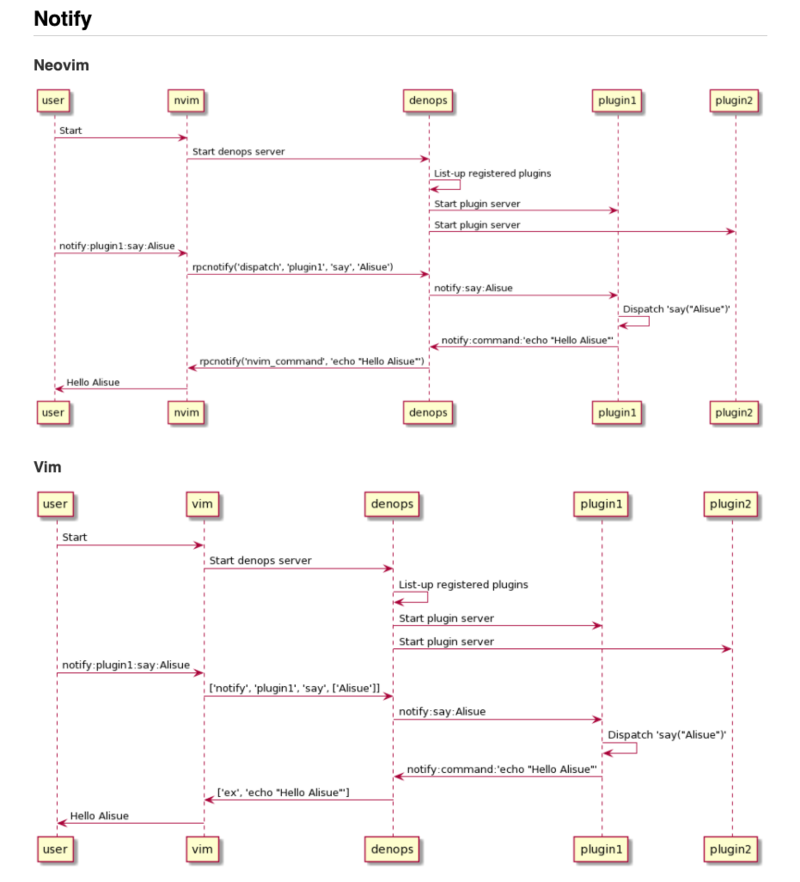 Notify
Neovim
user nvim denops plugin1 plugin2
Start
Start denops server
List-up registered plugins
Start plugin server
Start plugin server
notify:plugin1:say:Alisue
rpcnotify('dispatch', 'plugin1', 'say', 'Alisue')
notify:say:Alisue
Dispatch 'say("Alisue")'
notify:command:'echo "Hello Alisue"'
rpcnotify('nvim_command', 'echo "Hello Alisue"')
Hello Alisue
user nvim denops plugin1 plugin2
Vim
user vim denops plugin1 plugin2
Start
Start denops server
List-up registered plugins
Start plugin server
Start plugin server
notify:plugin1:say:Alisue
['notify', 'plugin1', 'say', ['Alisue']]
notify:say:Alisue
Dispatch 'say("Alisue")'
notify:command:'echo "Hello Alisue"'
['ex', 'echo "Hello Alisue"']
Hello Alisue
user vim denops plugin1 plugin2